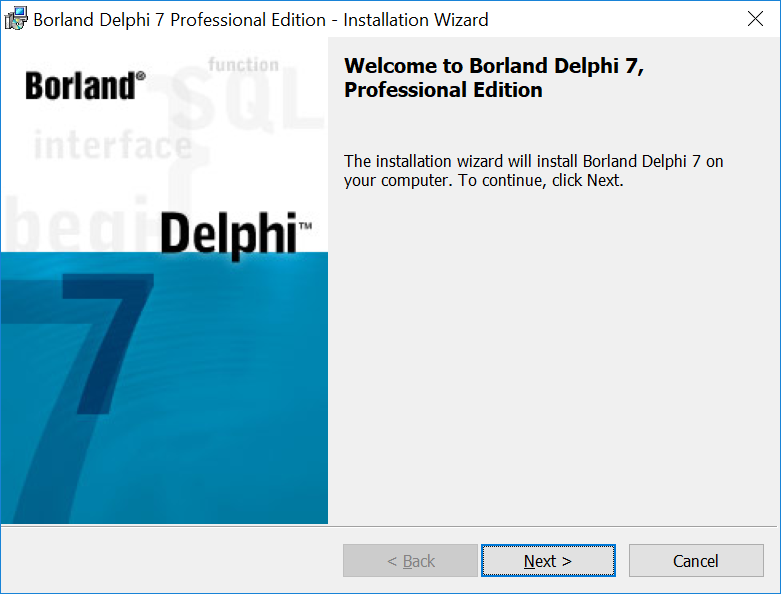 Borland Delphi 7 Professional Edition - Installation Wizard
function
Borland®
SQL
interface
{
begi
Delphi™
7
7
Welcome to Borland Delphi 7,
Professional Edition
The installation wizard will install Borland Delphi 7 on
your computer. To continue, click Next.
< Back
Next >
Cancel